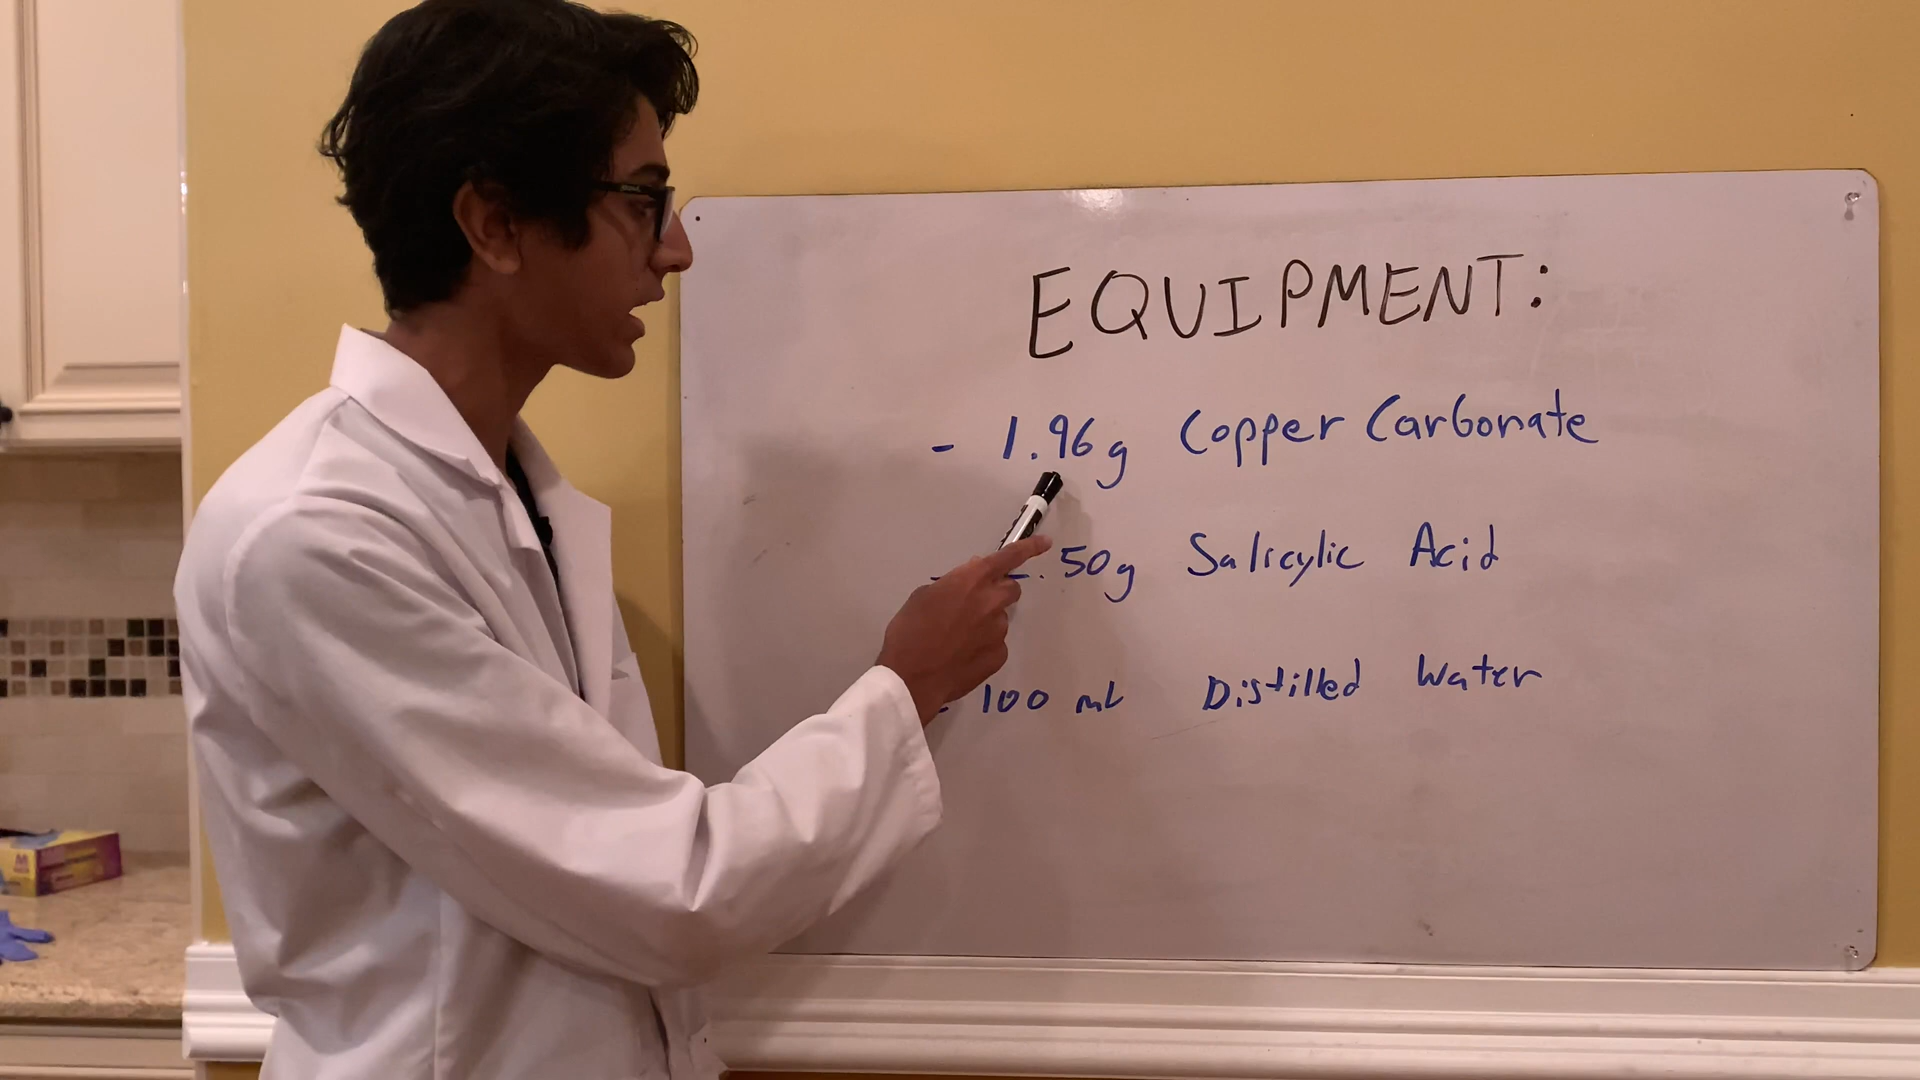 EQUIPMENT:
- 1.96g Copper Carbonate
.50g Salicylic Acid
- 100 mL Distilled Water